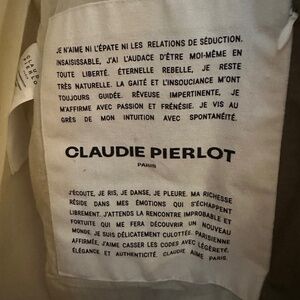 JE N'AIME NI L'ÉPATE NI LES RELATIONS DE SÉDUCTION.
INSAISISSABLE, J'AI L'AUDACE D'ÊTRE MOI-MÊME EN
TOUTE LIBERTÉ. ÉTERNELLE REBELLE, JE RESTE
TRÈS NATURELLE. LA GAITÉ ET L'INSOUCIANCE M'ONT
TOUJOURS GUIDÉE. RÊVEUSE IMPERTINENTE, JE
M'AFFIRME AVEC PASSION ET FRÉNÉSIE. JE VIS AU
GRÈS DE MON INTUITION AVEC SPONTANÉITÉ.
CLAUDIE PIERLOT
PARIS
J'ÉCOUTE, JE RIS, JE DANSE, JE PLEURE. MA RICHESSE
RÉSIDE DANS MES ÉMOTIONS QUI S'ÉCHAPPENT
LIBREMENT. J'ATTENDS LA RENCONTRE IMPROBABLE ET
FORTUITE QUI ME FERA DÉCOUVRIR UN NOUVEAU
MONDE. JE SUIS DÉLICATEMENT CULOTTÉE. PARISIENNE
AFFIRMÉE, J'AIME CASSER LES CODES AVEC LÉGÈRETÉ,
ÉLÉGANCE ET AUTHENTICITÉ. CLAUDIE AIME PARIS.